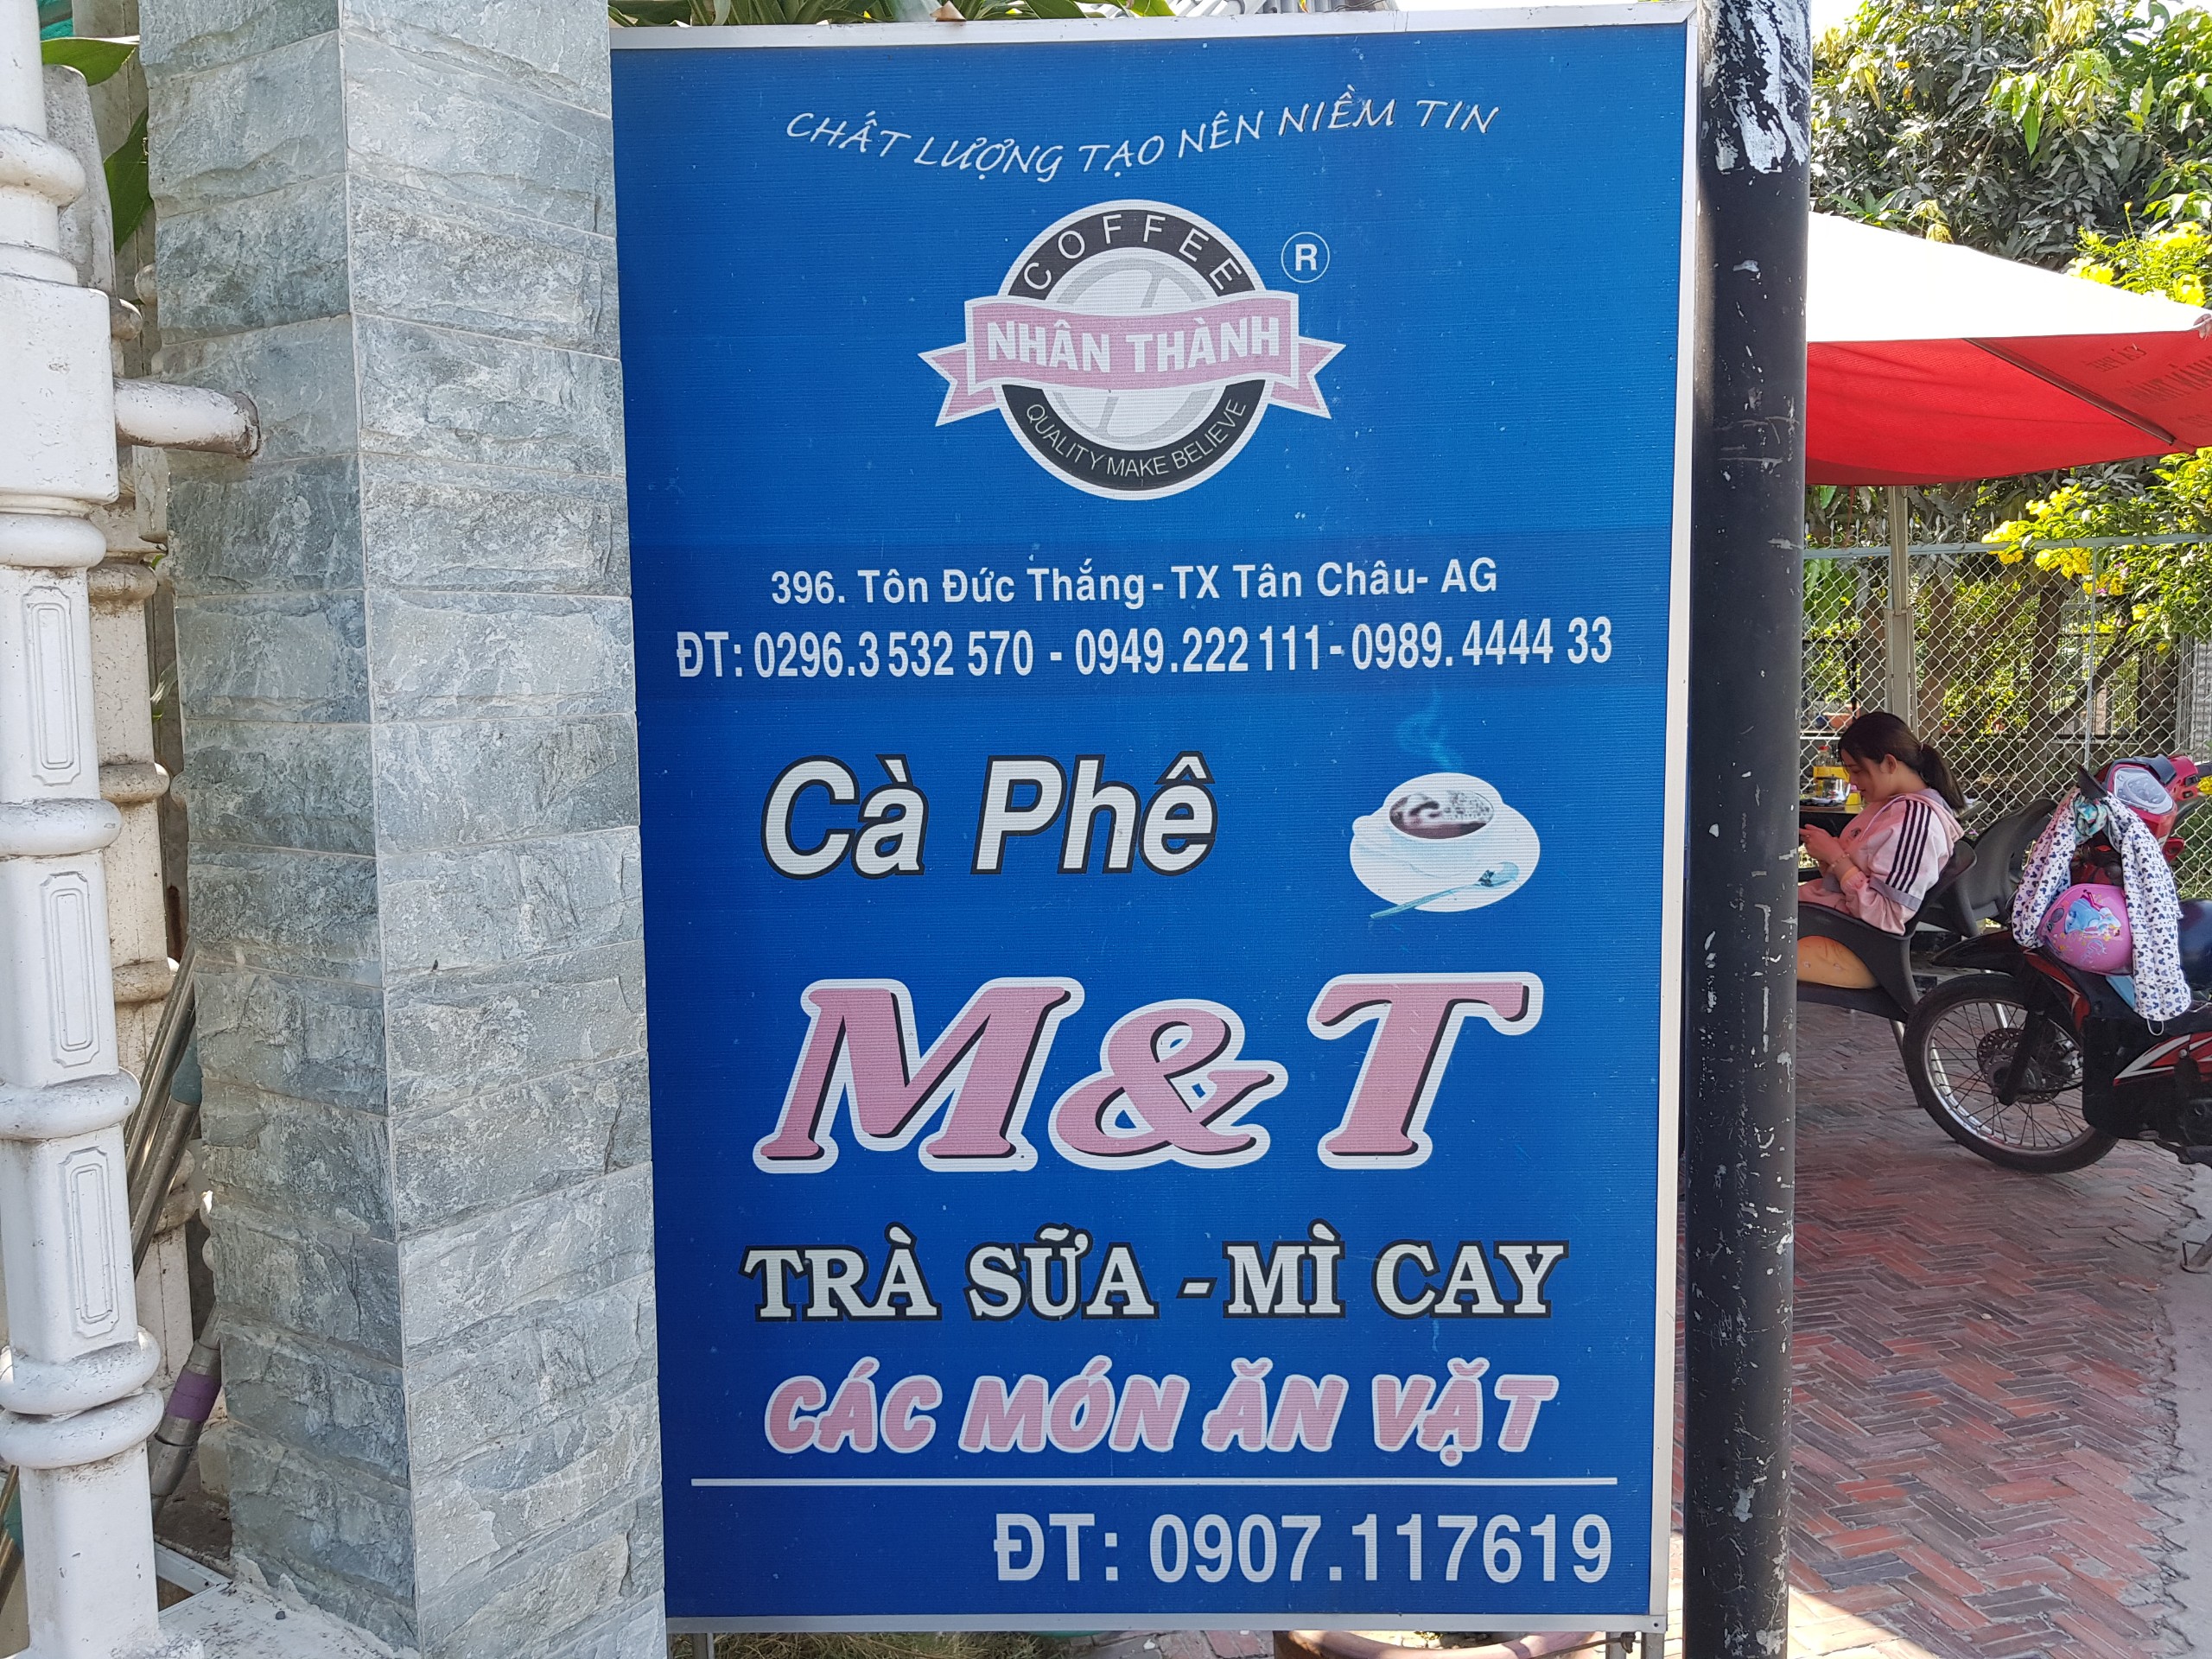 CHẤT LƯỢNG TẠO NÊN NIỀM TIN
COFFEE
®
NHÂN THÀNH
QUALITY MAKE BELIEVE
396. Tôn Đức Thắng - TX Tân Châu- AG
ĐT: 0296.3 532 570 - 0949.222 111 - 0989. 4444 33
Cà Phê
M&T
TRÀ SỮA - MÌ CAY
CÁC MÓN ĂN VẶT
ĐT: 0907.117619